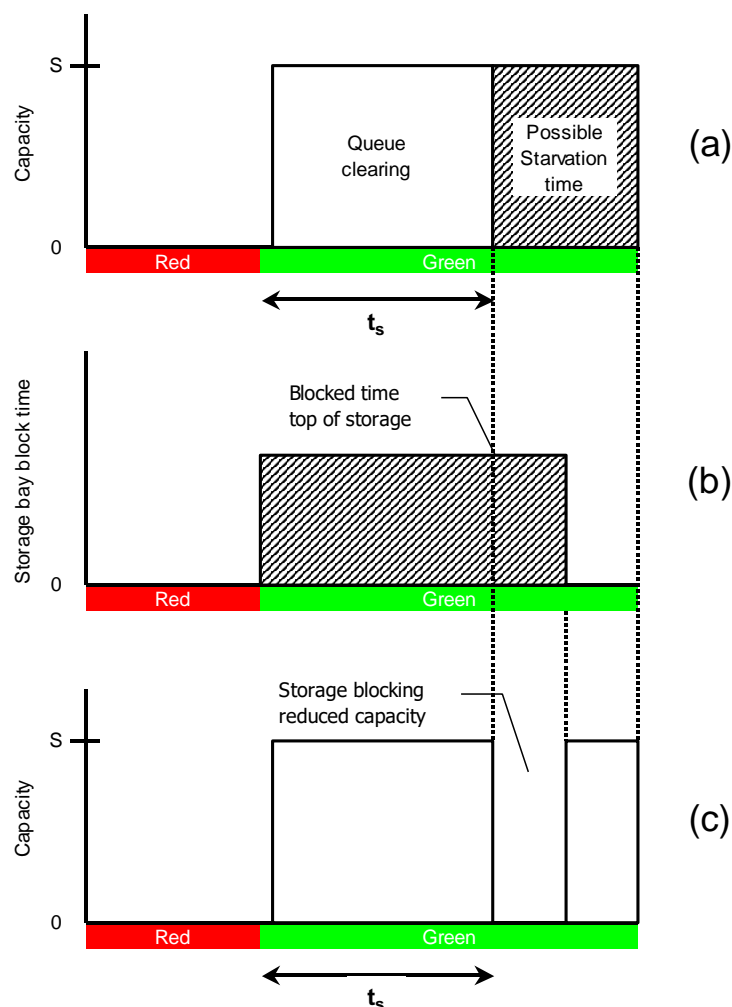 S
Capacity
Queue
clearing
Possible
Starvation
time
(a)
0
Red
Green
ts
Storage bay block time
Blocked time
top of storage
(b)
0
Red
Green
Storage blocking
reduced capacity
S
Capacity
(c)
0
Red
Green
ts